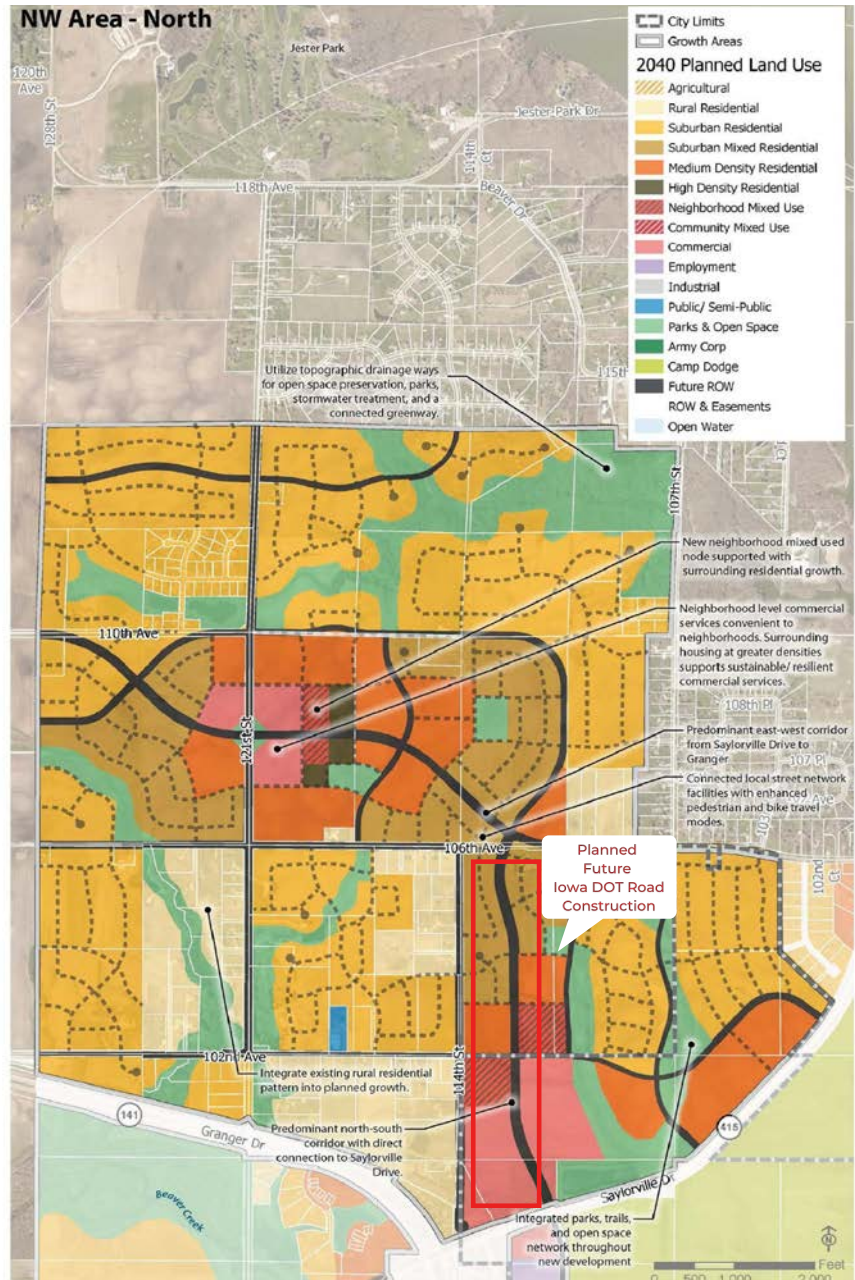 NW Area - North
Jester Park
120th
Ave
128th St
Jester-Park Dr
114th
Ct
118th Ave
Beaver Dr
115th
City Limits
Growth Areas
2040 Planned Land Use
Agricultural
Rural Residential
Suburban Residential
Suburban Mixed Residential
Medium Density Residential
High Density Residential
Neighborhood Mixed Use
Community Mixed Use
Commercial
Employment
Industrial
Public/ Semi-Public
Parks & Open Space
Army Corp
Camp Dodge
Future ROW
ROW & Easements
Open Water
Utilize topographic drainage ways
for open space preservation, parks,
stormwater treatment, and a
connected greenway.
107th St
New neighborhood mixed used
node supported with
surrounding residential growth.
110th Ave
Neighborhood level commercial
services convenient to
neighborhoods. Surrounding
housing at greater densities
supports sustainable/ resilient
commercial services.
108th Pl
121st St
Predominant east-west corridor
from Saylorville Drive to
Granger
107 Pl
Connected local street network
facilities with enhanced
pedestrian and bike travel
modes.
Ave
103
106th Ave
Planned
Future
Iowa DOT Road
Construction
102nd
Ct
102nd Ave
114th St
Integrate existing rural residential
pattern into planned growth.
141
Granger Dr
Predominant north-south
corridor with direct
connection to Saylorville
Drive.
415
Saylorville Dr
Beaver
Creek
Integrated parks, trails,
and open space
network throughout
new development
Feet
0 500 1,000 2,000